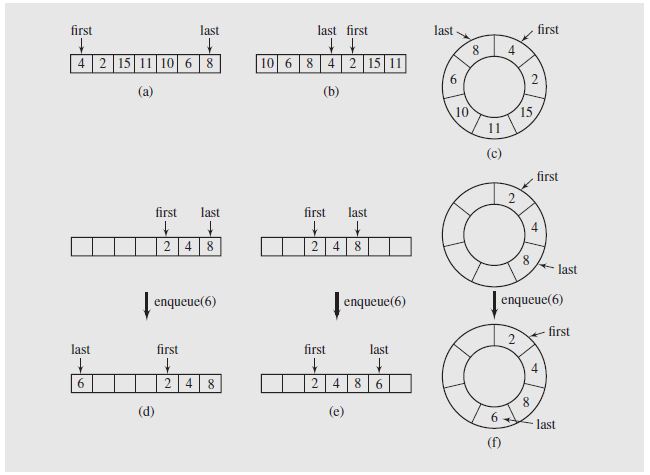 first last last first last first
4 2 15 11 10 6 8 10 6 8 4 2 15 11 8 4
6 2
10 15
11
(a) (b)
(c)
first
first last first last 2
2 4 8 2 4 8 4
8
last
enqueue(6) enqueue(6) enqueue(6)
first
2
last first first last
6 2 4 8 2 4 8 6 4
8
6 last
(d) (e)
(f)